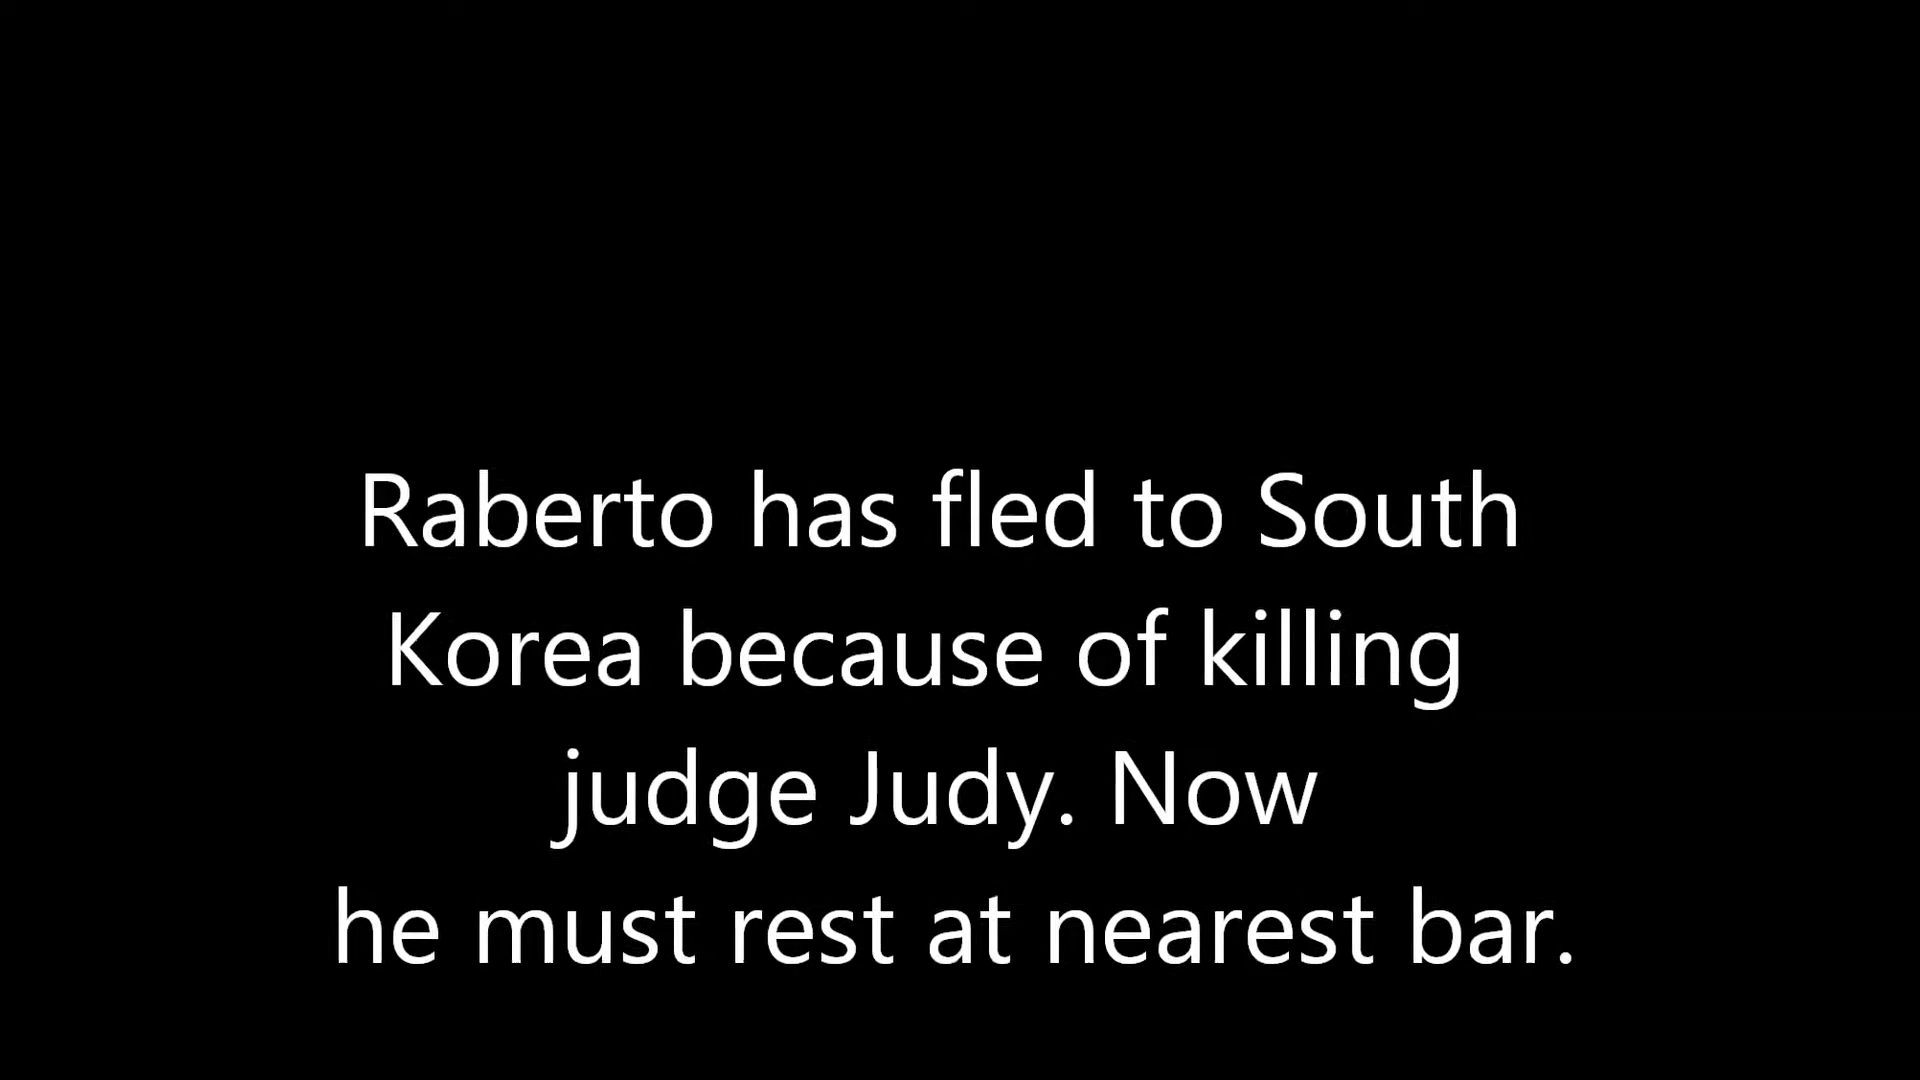 Raberto has fled to South
Korea because of killing
judge Judy. Now
he must rest at nearest bar.